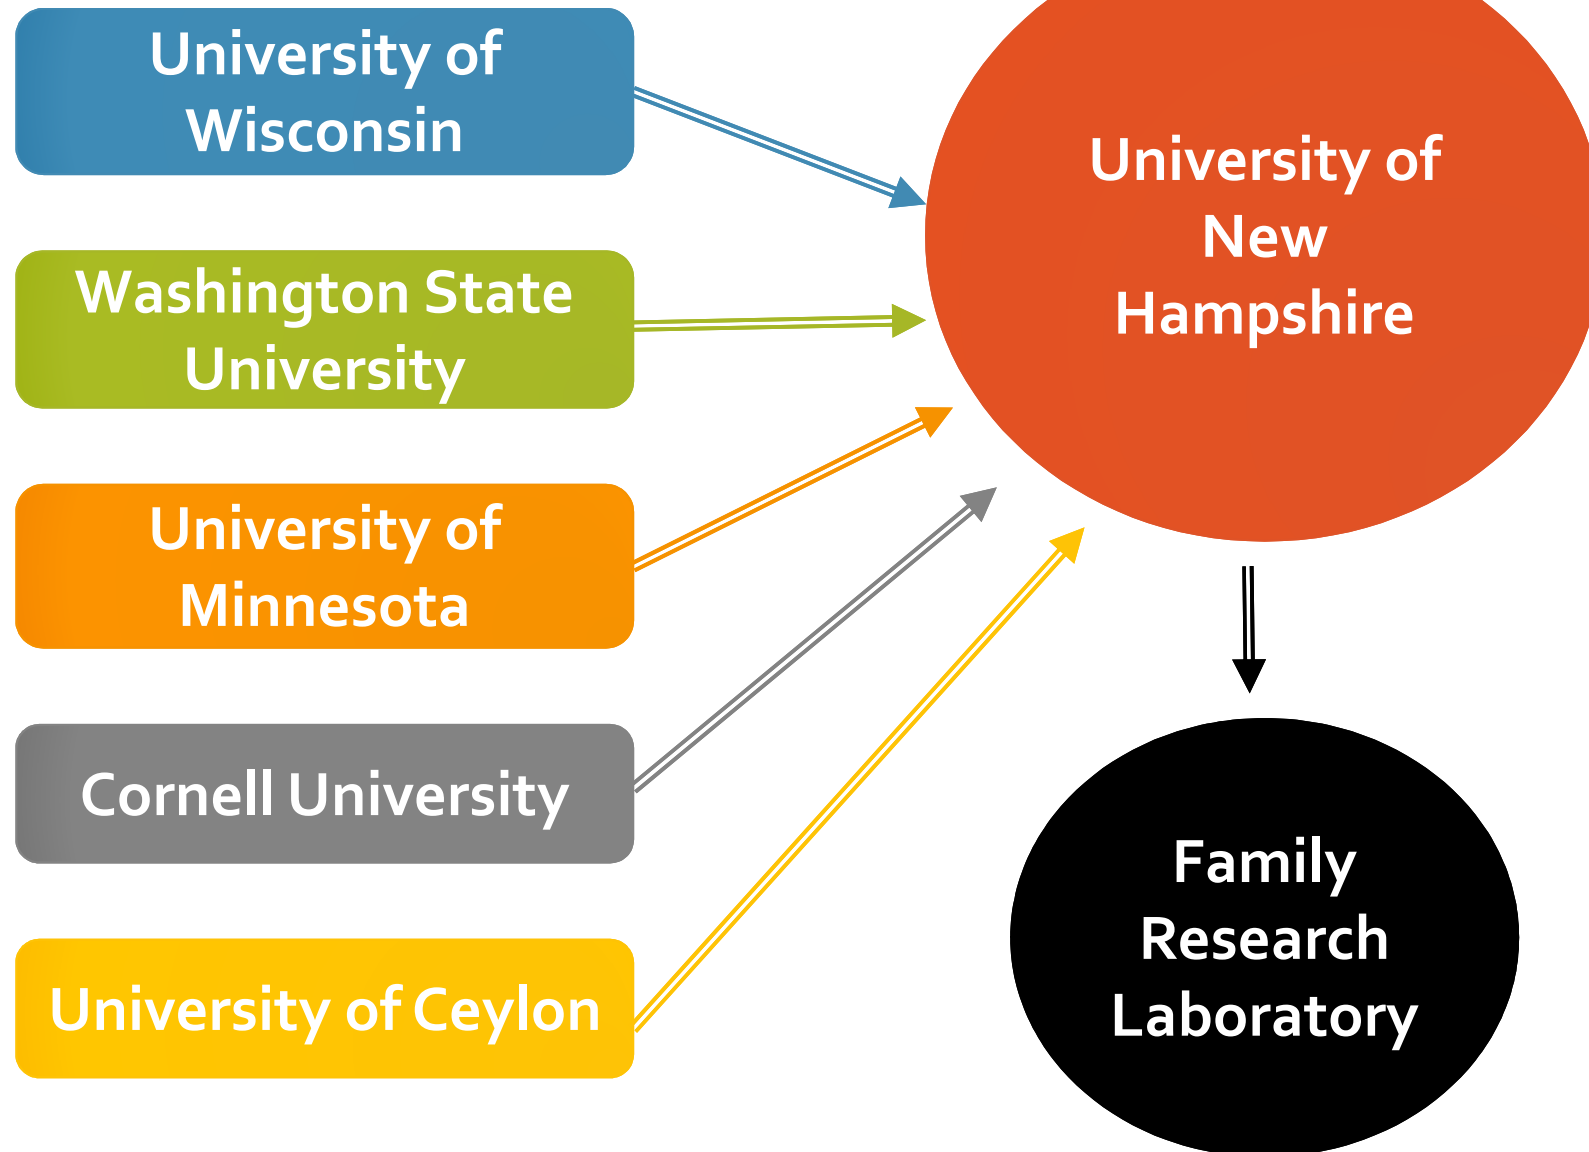 University of
Wisconsin
Washington State
University
University of
Minnesota
Cornell University
University of Ceylon
University of
New
Hampshire
Family
Research
Laboratory